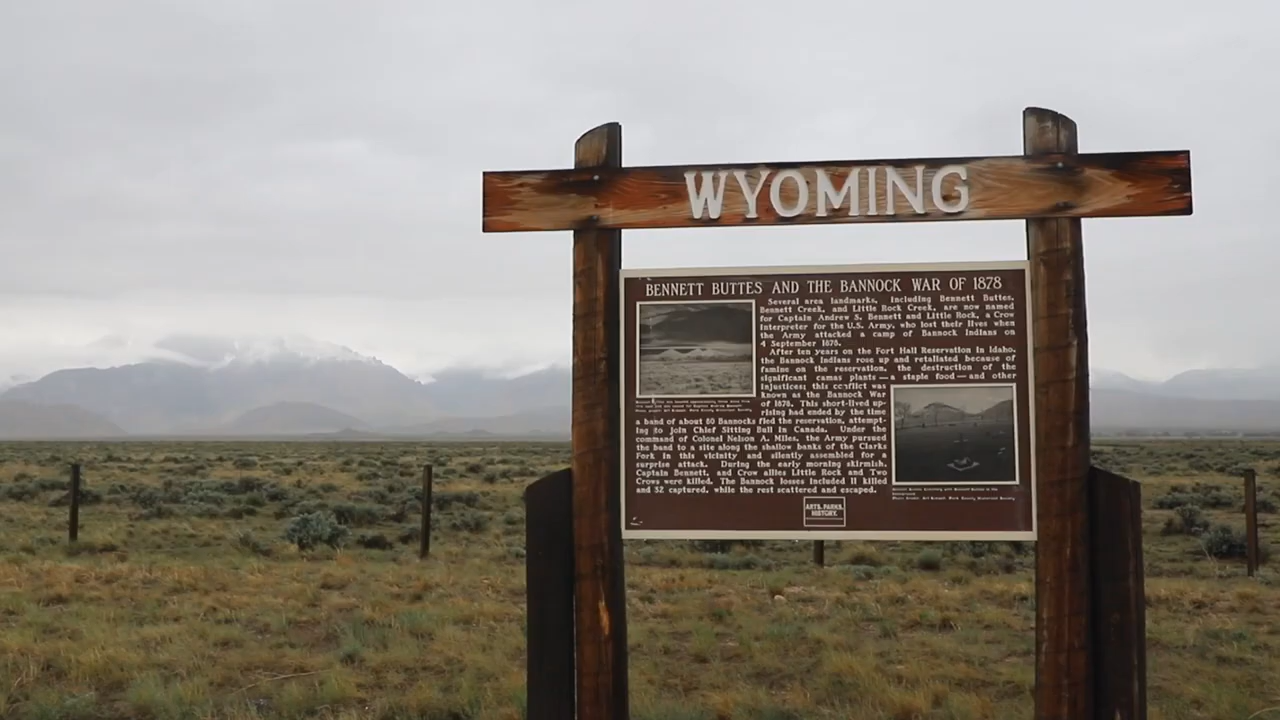 WYOMING
BENNETT BUTTES AND THE BANNOCK WAR OF 1878
Several area landmarks, including Bennett Buttes,
Bennett Creek, and Little Rock Creek, are now named
for Captain Andrew S. Bennett and Little Rock, a Crow
interpreter for the U.S. Army, who lost their lives when
the Army attacked a camp of Bannock Indians on
4 September 1878.
After ten years on the Fort Hall Reservation in Idaho,
the Bannock Indians rose up and retaliated because of
famine on the reservation, the destruction of the
significant camas plants — a staple food — and other
injustices; this conflict was
known as the Bannock War
of 1878. This short-lived up-
rising had ended by the time
a band of about 60 Bannocks fled the reservation, attempt-
ing to join Chief Sitting Bull in Canada. Under the
command of Colonel Nelson A. Miles, the Army pursued
the band to a site along the shallow banks of the Clarks
Fork in this vicinity and silently assembled for a
surprise attack. During the early morning skirmish,
Captain Bennett, and Crow allies Little Rock and Two
Crows were killed. The Bannock losses included 11 killed
and 32 captured, while the rest scattered and escaped.
ARTS. PARKS.
HISTORY.